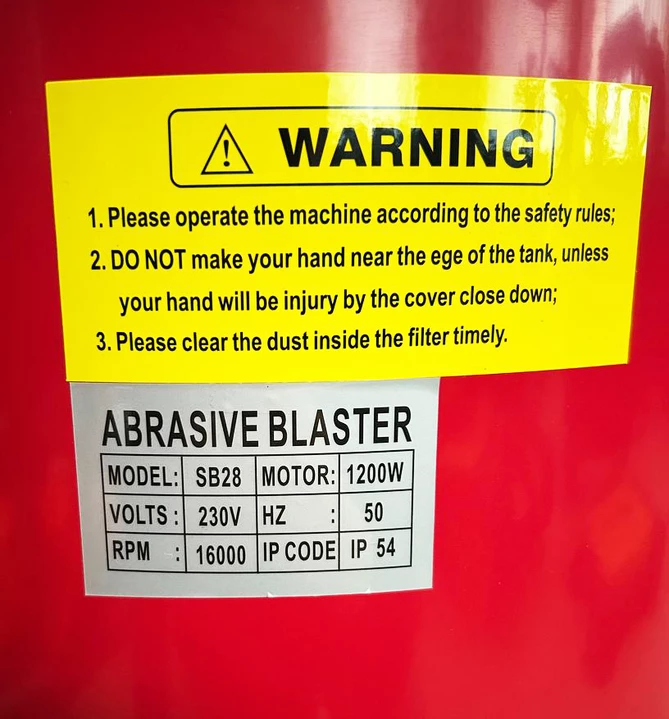 WARNING
1. Please operate the machine according to the safety rules;
2. DO NOT make your hand near the ege of the tank, unless
your hand will be injury by the cover close down;
3. Please clear the dust inside the filter timely.
ABRASIVE BLASTER
MODEL: SB28 MOTOR: 1200W
VOLTS : 230V HZ : 50
RPM : 16000 IP CODE IP 54